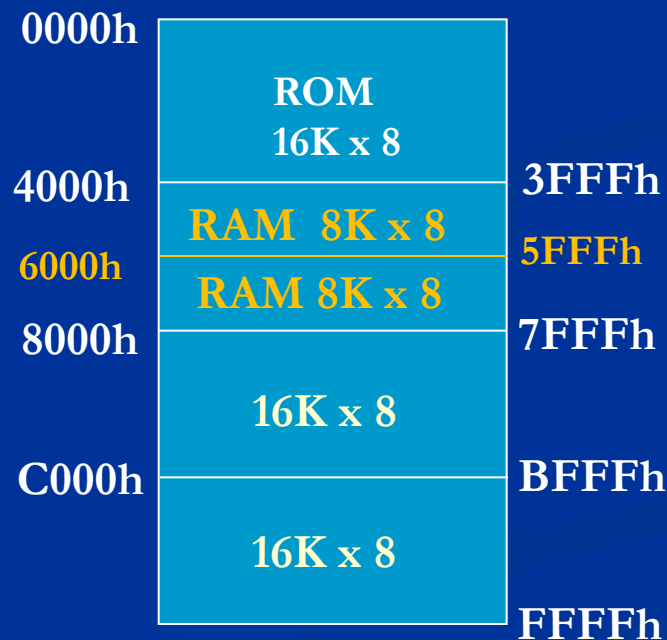 0000h
ROM
16K x 8
4000h
3FFFh
RAM 8K x 8
6000h
5FFFh
RAM 8K x 8
8000h
7FFFh
16K x 8
C000h
BFFFh
16K x 8
FFFFh